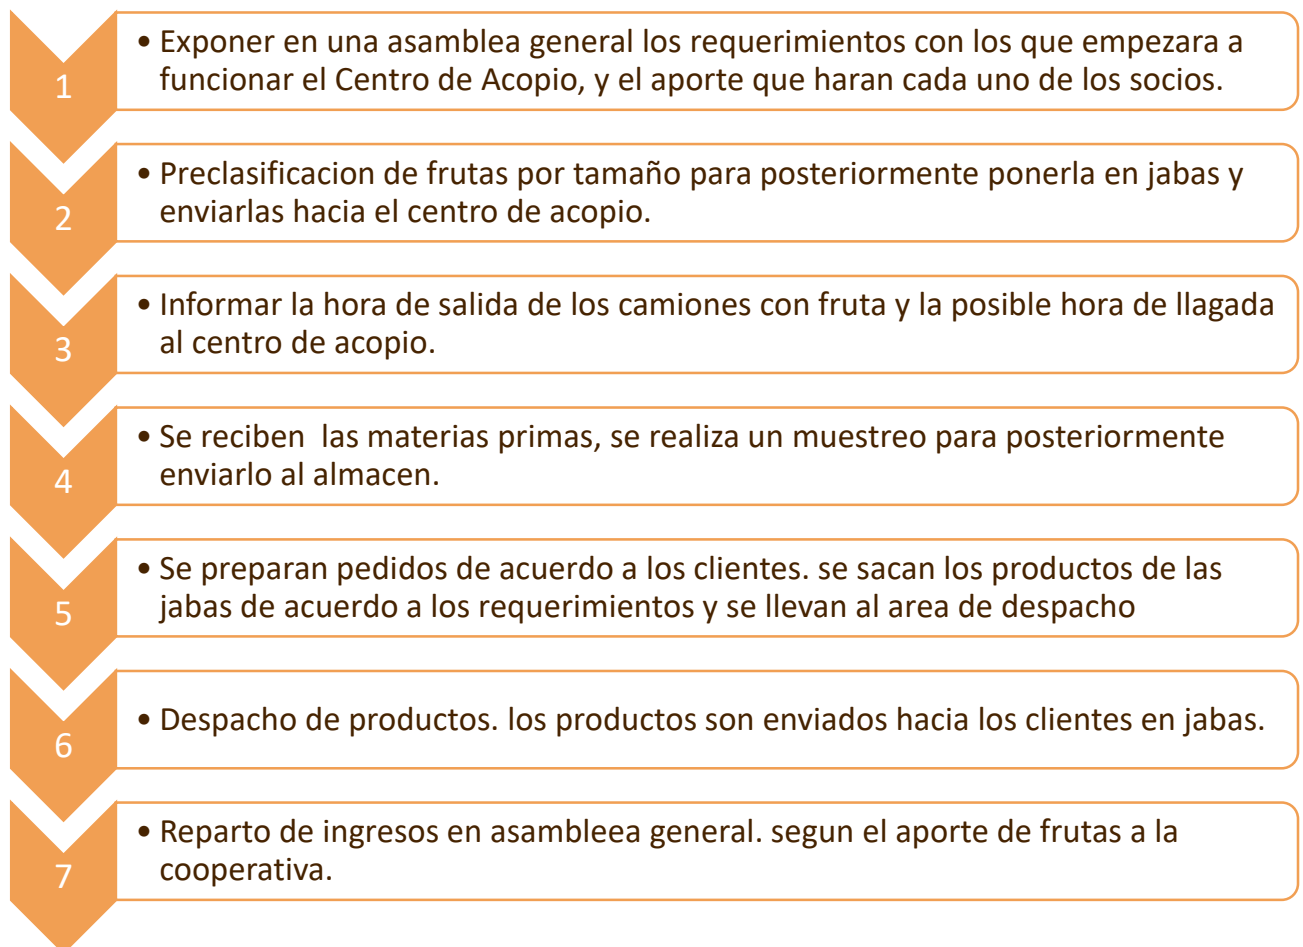 1
• Exponer en una asamblea general los requerimientos con los que empezara a
funcionar el Centro de Acopio, y el aporte que haran cada uno de los socios.
2
• Preclasificacion de frutas por tamaño para posteriormente ponerla en jabas y
enviarlas hacia el centro de acopio.
3
• Informar la hora de salida de los camiones con fruta y la posible hora de llagada
al centro de acopio.
4
• Se reciben  las materias primas, se realiza un muestreo para posteriormente
enviarlo al almacen.
5
• Se preparan pedidos de acuerdo a los clientes. se sacan los productos de las
jabas de acuerdo a los requerimientos y se llevan al area de despacho
6
• Despacho de productos. los productos son enviados hacia los clientes en jabas.
7
• Reparto de ingresos en asambleea general. segun el aporte de frutas a la
cooperativa.